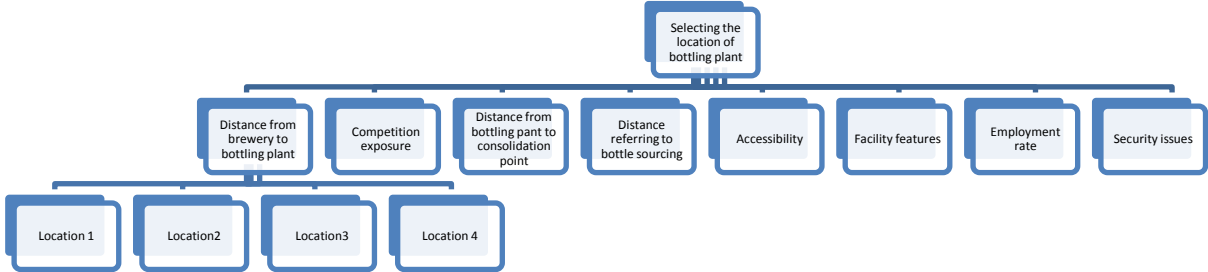 Selecting the
location of
bottling plant
Distance from
brewery to
bottling plant
Competition
exposure
Distance from
bottling pant to
consolidation
point
Distance
referring to
bottle sourcing
Accessibility
Facility features
Employment
rate
Security issues
Location 1
Location2
Location3
Location 4